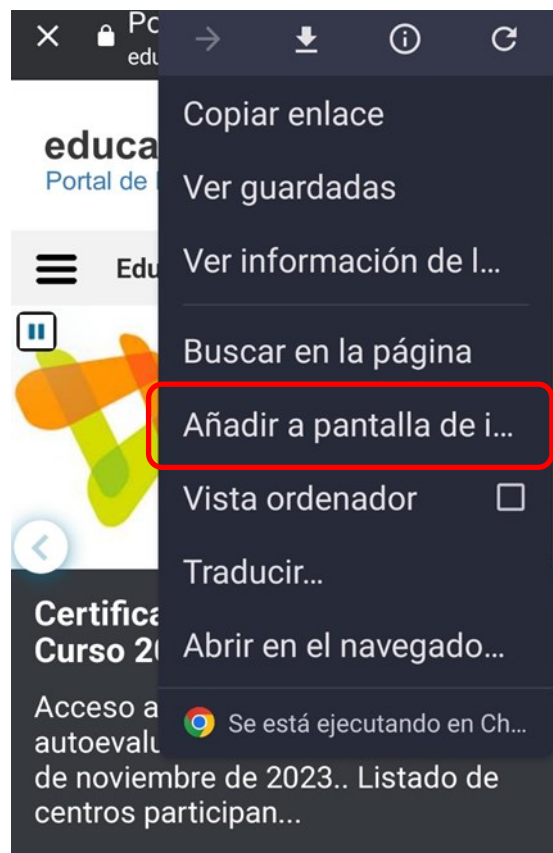 Po
edu
Copiar enlace
Ver guardadas
Ver información de l...
Buscar en la página
Añadir a pantalla de i...
Vista ordenador
Traducir...
Abrir en el navegado...
Se está ejecutando en Ch...
educa
Portal de
Edu
Certifica
Curso 20
Acceso a
autoevalu
de noviembre de 2023.. Listado de
centros participan...